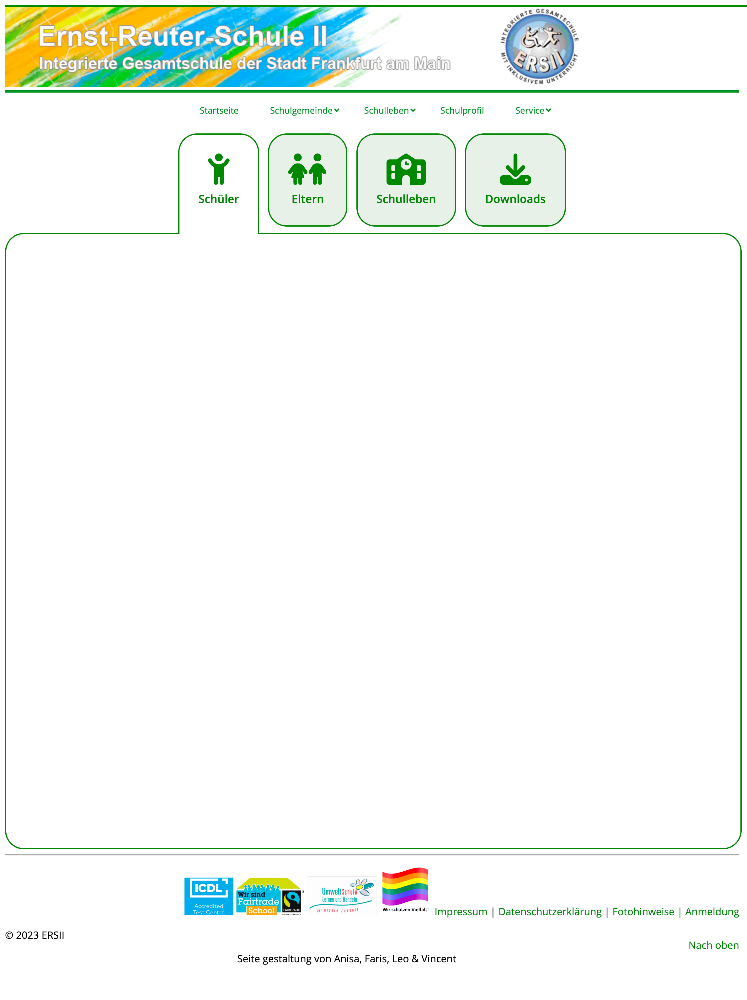 Ernst-Reuter-Schule II
Integrierte Gesamtschule der Stadt Frankfurt am Main
INTEGRIERTE GESAMTSCHULE
ERSII
MIT INKLUSIVEM UNTERRICHT
Startseite Schulgemeinde Schulleben Schulprofil Service
Schüler Eltern Schulleben Downloads
ICDL
Accredited
Test Centre
Wir sind
Fairtrade
School
FAIRTRADE
UmweltSchule
Lernen und Handeln
für unsere Zukunft
Wir schätzen Vielfalt!
Impressum | Datenschutzerklärung | Fotohinweise | Anmeldung
© 2023 ERSII
Nach oben
Seite gestaltung von Anisa, Faris, Leo & Vincent